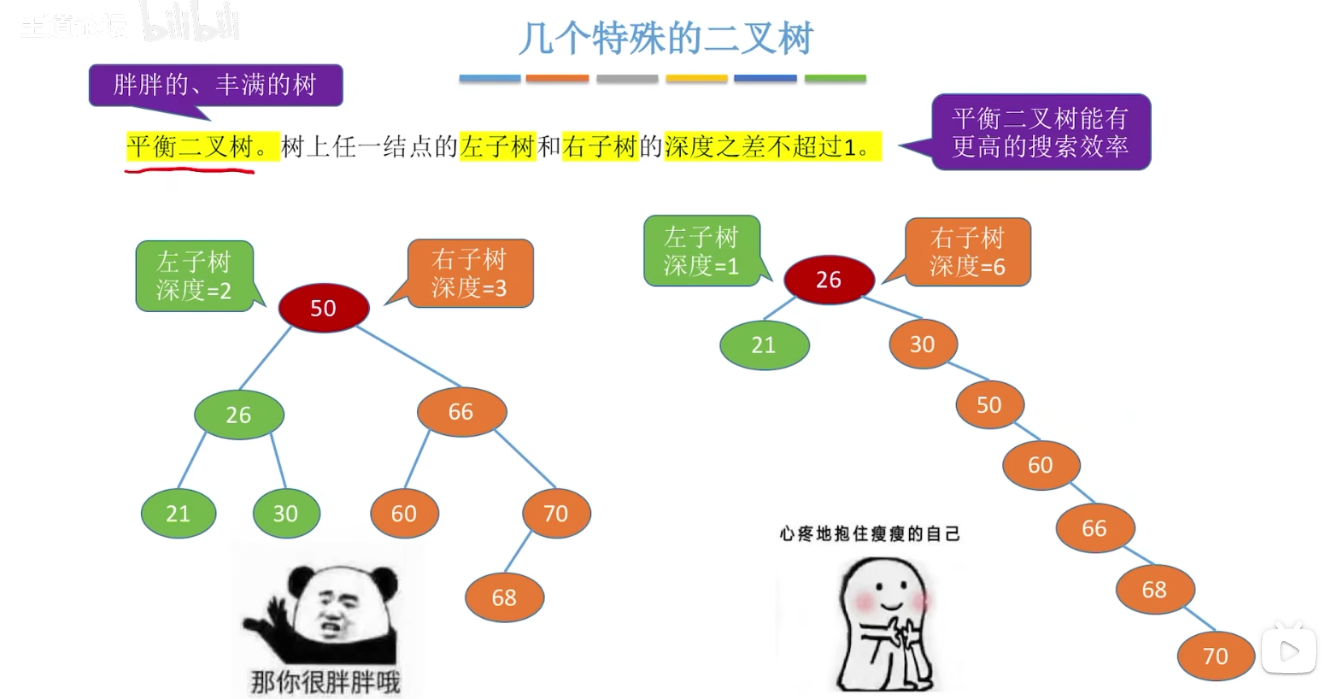 王道论坛 bilibili
几个特殊的二叉树
胖胖的、丰满的树
平衡二叉树。树上任一结点的左子树和右子树的深度之差不超过1。
平衡二叉树能有
更高的搜索效率
左子树
深度=2
右子树
深度=3
50
26
66
21
30
60
70
68
那你很胖胖哦
左子树
深度=1
右子树
深度=6
26
21
30
50
60
66
68
70
心疼地抱住瘦瘦的自己